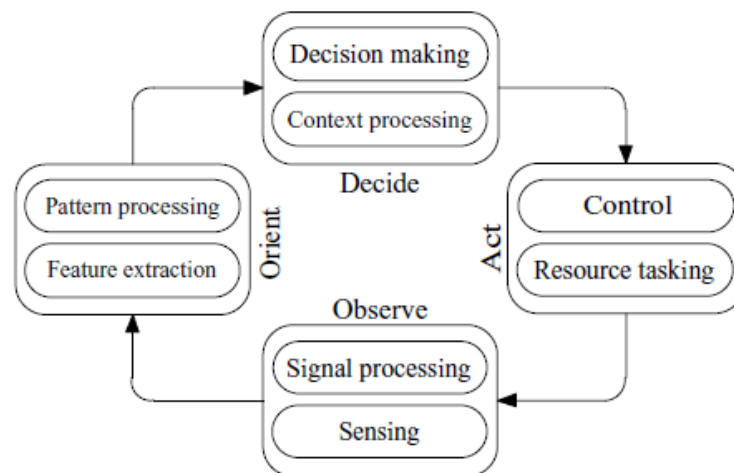 Decision making
Context processing
Decide
Pattern processing
Feature extraction
Orient
Control
Resource tasking
Act
Observe
Signal processing
Sensing